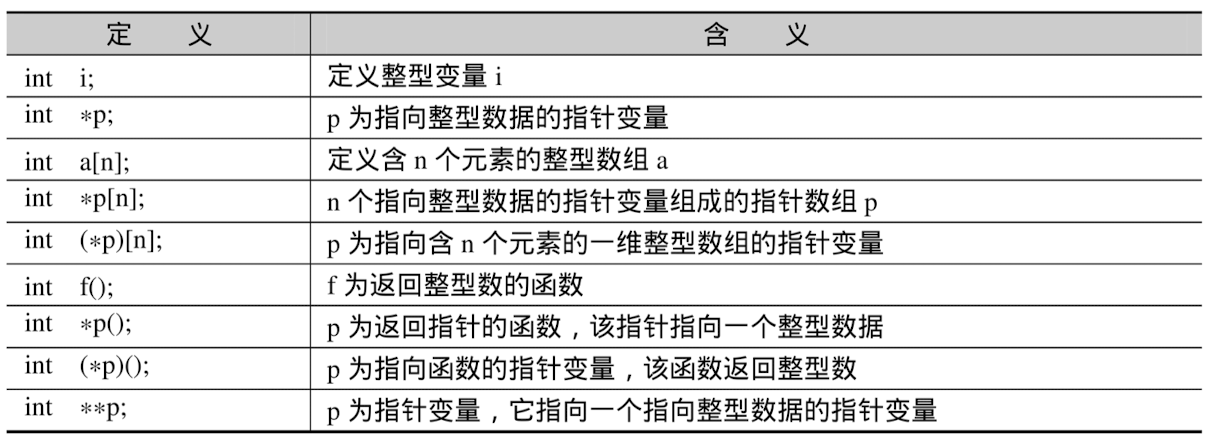 定 义 含 义
int i; 定义整型变量 i
int *p; p 为指向整型数据的指针变量
int a[n]; 定义含 n 个元素的整型数组 a
int *p[n]; n 个指向整型数据的指针变量组成的指针数组 p
int (*p)[n]; p 为指向含 n 个元素的一维整型数组的指针变量
int f(); f 为返回整型数的函数
int *p(); p 为返回指针的函数，该指针指向一个整型数据
int (*p)(); p 为指向函数的指针变量，该函数返回整型数
int **p; p 为指针变量，它指向一个指向整型数据的指针变量